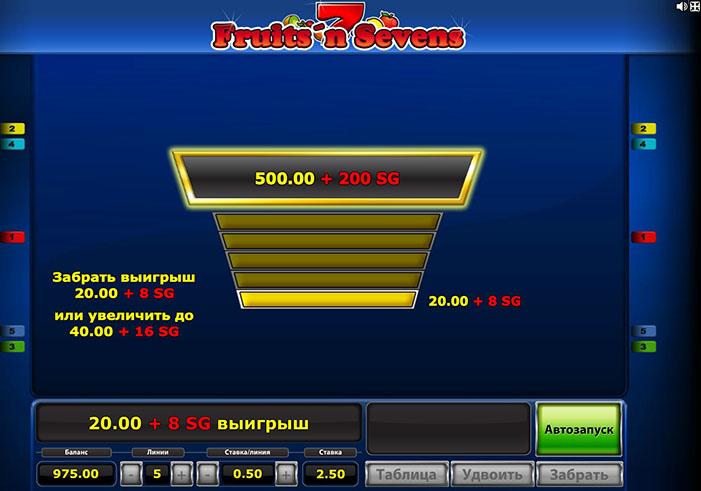 Fruits 'n Sevens
7
2
4
2
4
500.00 + 200 SG
1
1
Забрать выигрыш
20.00 + 8 SG
или увеличить до
40.00 + 16 SG
20.00 + 8 SG
5
3
5
3
20.00 + 8 SG выигрыш
Автозапуск
Баланс
Линии
Ставка/линия
Ставка
975.00
- 5 +
- 0.50 +
2.50
Таблица
Удвоить
Забрать